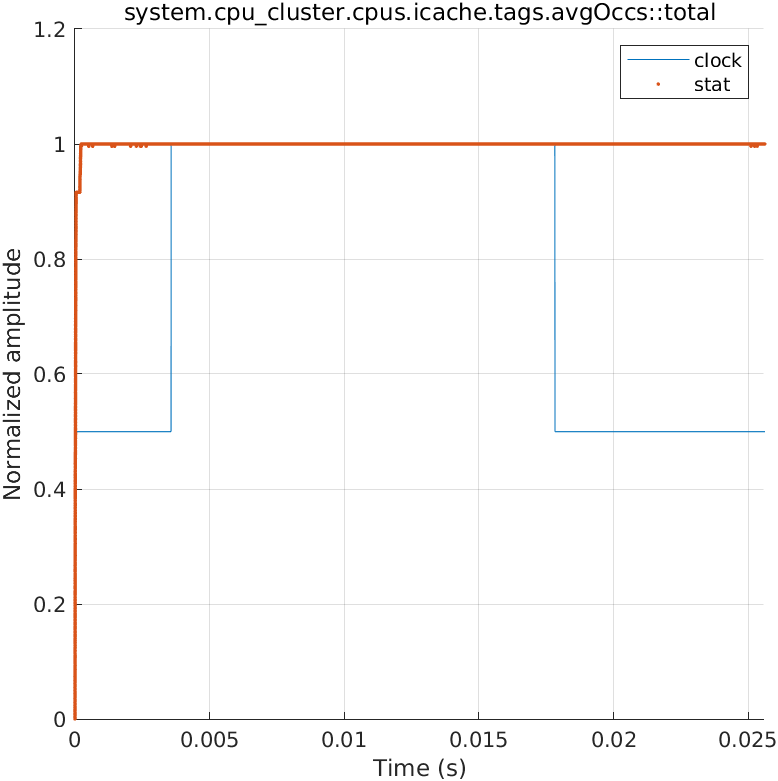 system.cpu_cluster.cpus.icache.tags.avgOccs::total
clock
stat
Normalized amplitude
1.2
1
0.8
0.6
0.4
0.2
0
0 0.005 0.01 0.015 0.02 0.025
Time (s)